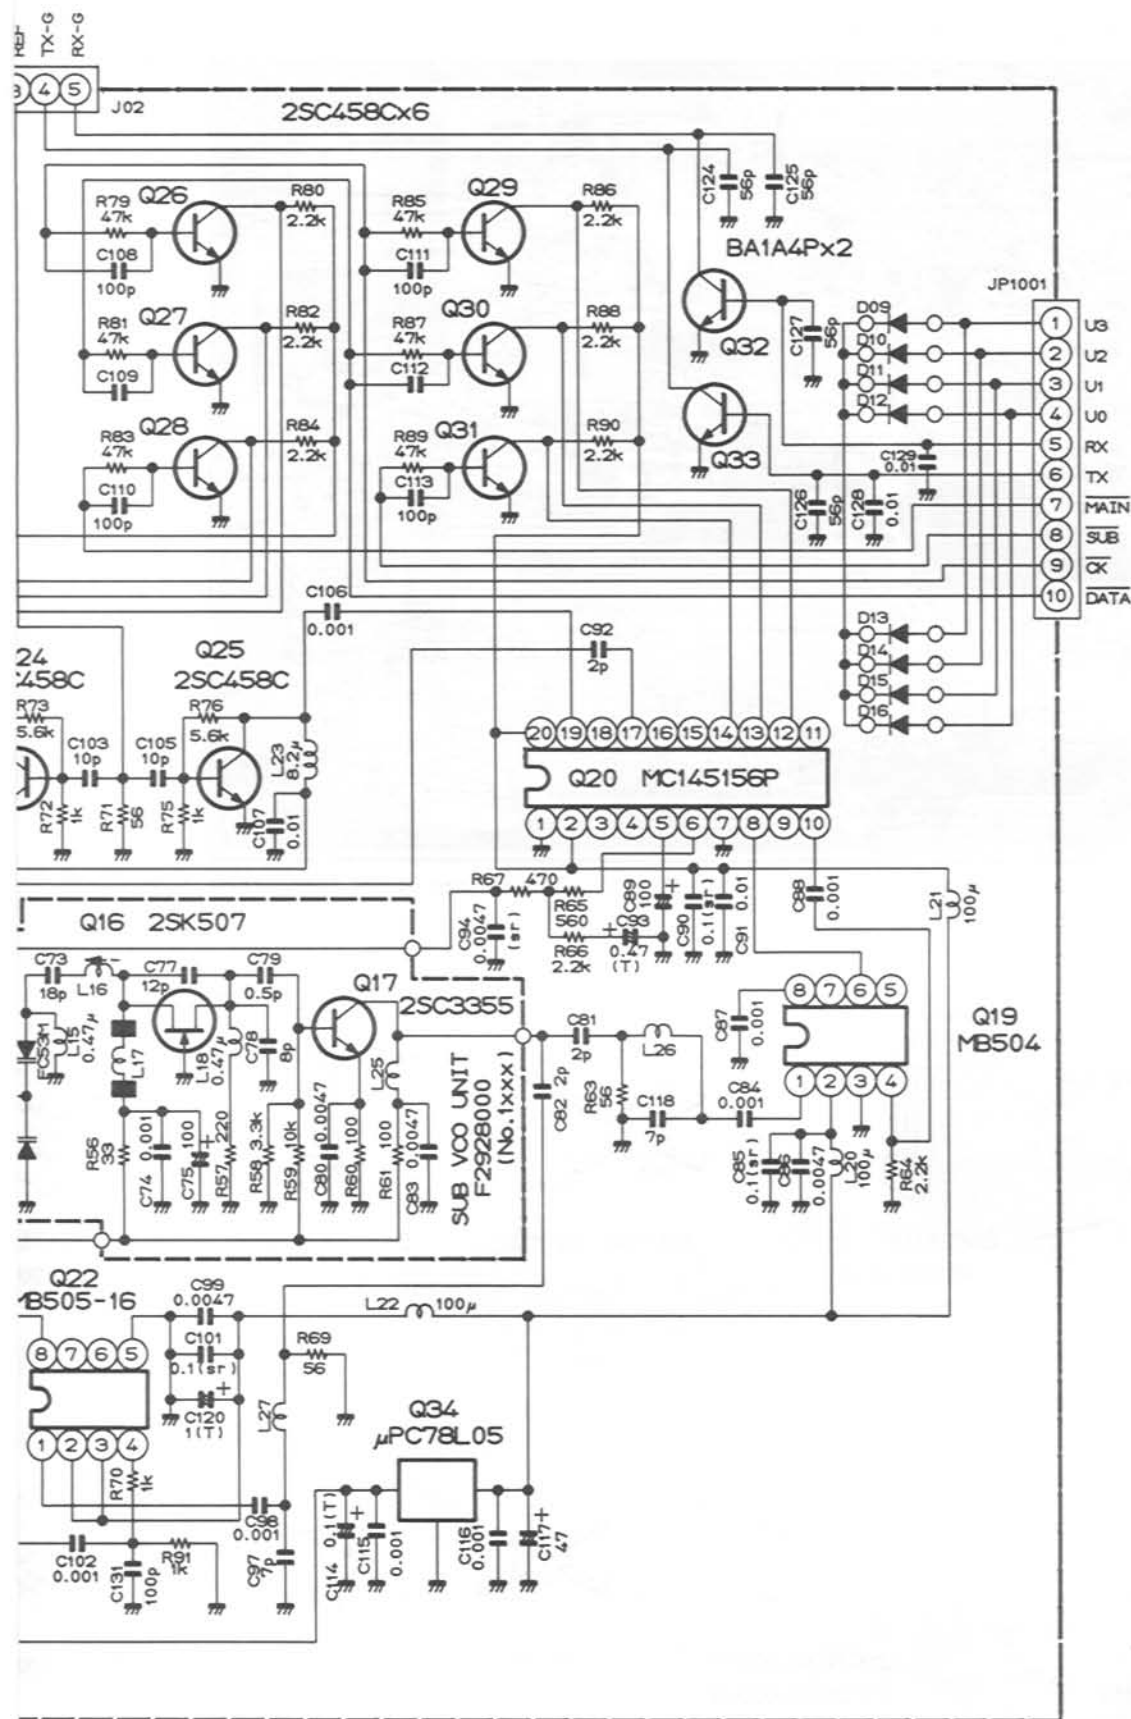 TX-G
RX-G
4 5
J02
2SC458Cx6
Q26
R79
47k
C108
100p
R80
2.2k
Q27
R81
47k
C109
R82
2.2k
Q28
R83
47k
C110
100p
R84
2.2k
Q29
R85
47k
C111
100p
R86
2.2k
Q30
R87
47k
C112
R88
2.2k
Q31
R89
47k
C113
100p
R90
2.2k
C124
56p
C125
56p
BA1A4Px2
Q32
C127
56p
Q33
C126
56p
C128
0.01
C129
0.01
D09
D10
D11
D12
JP1001
1 U3
2 U2
3 U1
4 U0
5 RX
6 TX
7 MAIN
8 SUB
9 CK
10 DATA
D13
D14
D15
D16
C106
0.001
C92
2p
Q25
2SC458C
R73
5.6k
C103
10p
C105
10p
R76
5.6k
R72
1k
R71
56
R75
1k
L23
8.2μ
C107
0.01
20 19 18 17 16 15 14 13 12 11
Q20 MC145156P
1 2 3 4 5 6 7 8 9 10
R67
470
R65
560
R66
2.2k
C94
0.0047
(sr)
C93
0.47
(T)
C89
100
C90
0.1(sr)
C91
0.01
C88
0.001
L21
100μ
Q16 2SK507
C73
18p
L16
C77
12p
C79
0.5p
Q17
2SC3355
FC53M
L15
0.47μ
L17
L18
0.47μ
C78
8p
L25
R56
33
C74
0.001
C75
100
R57
220
R58
3.3k
R59
10k
C80
0.0047
R60
100
R61
100
C83
0.0047
SUB VCO UNIT
F2928000
(No.1xxx)
C81
2p
C82
2p
L26
R63
56
C118
7p
C84
0.001
C87
0.001
8 7 6 5
1 2 3 4
Q19
MB504
C85
0.1(sr)
C86
0.0047
L20
100μ
R64
2.2k
Q22
C99
0.0047
C101
0.1(sr)
C120
1(T)
8 7 6 5
1 2 3 4
L22 100μ
R69
56
L27
R70
1k
C98
0.001
C97
7p
C102
0.001
C131
100p
R91
1k
Q34
μPC78L05
C114
0.1(T)
C115
0.001
C116
0.001
C117
47